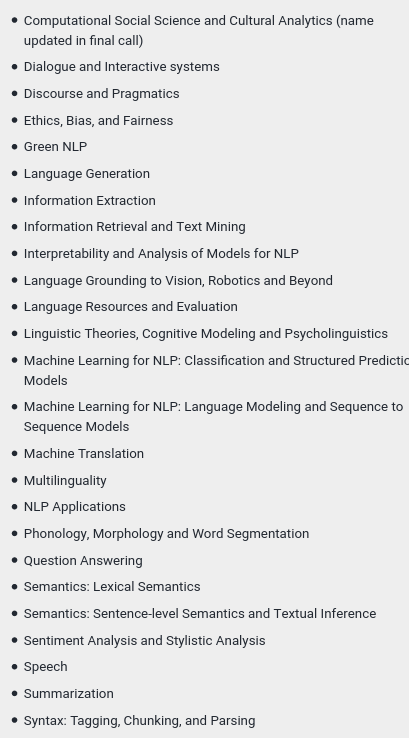 • Computational Social Science and Cultural Analytics (name
updated in final call)
• Dialogue and Interactive systems
• Discourse and Pragmatics
• Ethics, Bias, and Fairness
• Green NLP
• Language Generation
• Information Extraction
• Information Retrieval and Text Mining
• Interpretability and Analysis of Models for NLP
• Language Grounding to Vision, Robotics and Beyond
• Language Resources and Evaluation
• Linguistic Theories, Cognitive Modeling and Psycholinguistics
• Machine Learning for NLP: Classification and Structured Predictio
Models
• Machine Learning for NLP: Language Modeling and Sequence to
Sequence Models
• Machine Translation
• Multilinguality
• NLP Applications
• Phonology, Morphology and Word Segmentation
• Question Answering
• Semantics: Lexical Semantics
• Semantics: Sentence-level Semantics and Textual Inference
• Sentiment Analysis and Stylistic Analysis
• Speech
• Summarization
• Syntax: Tagging, Chunking, and Parsing